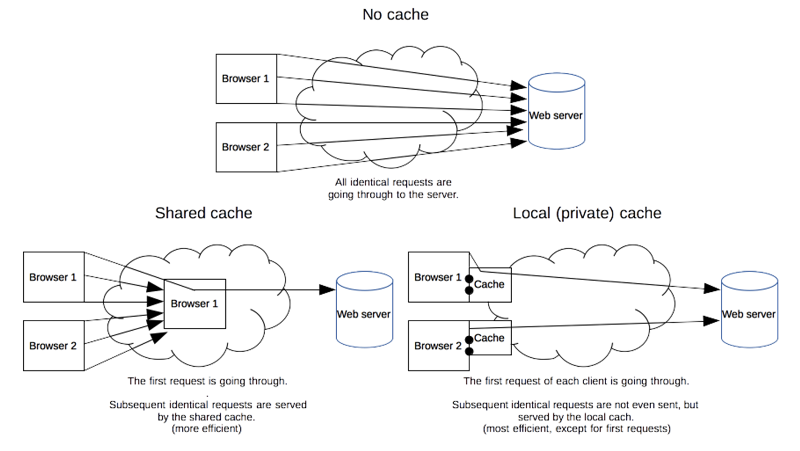 No cache
Browser 1
Browser 2
Web server
All identical requests are
going through to the server.
Shared cache
Browser 1
Browser 2
Browser 1
Web server
The first request is going through.
.
Subsequent identical requests are served
by the shared cache.
(more efficient)
Local (private) cache
Browser 1
Cache
Browser 2
Cache
Web server
The first request of each client is going through.
Subsequent identical requests are not even sent, but
served by the local cach.
(most efficient, except for first requests)